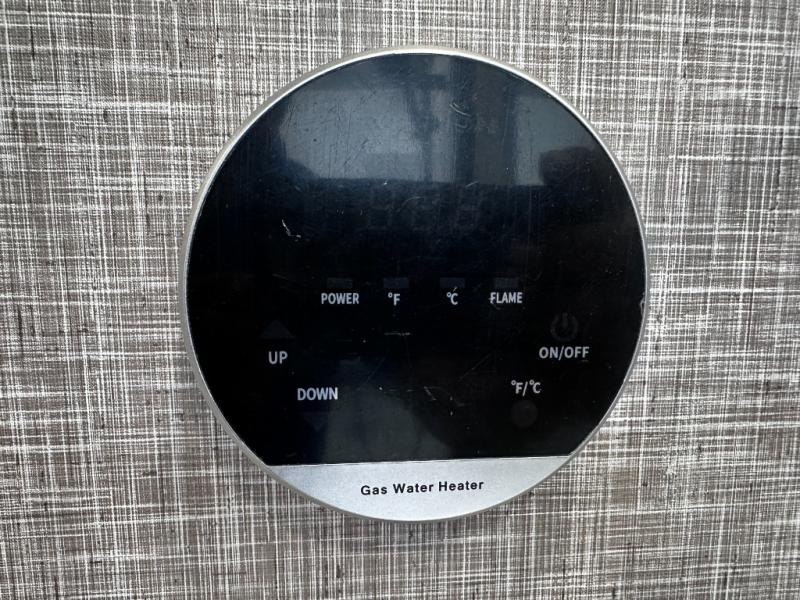 POWER °F °C FLAME
UP ON/OFF
DOWN °F/°C
Gas Water Heater